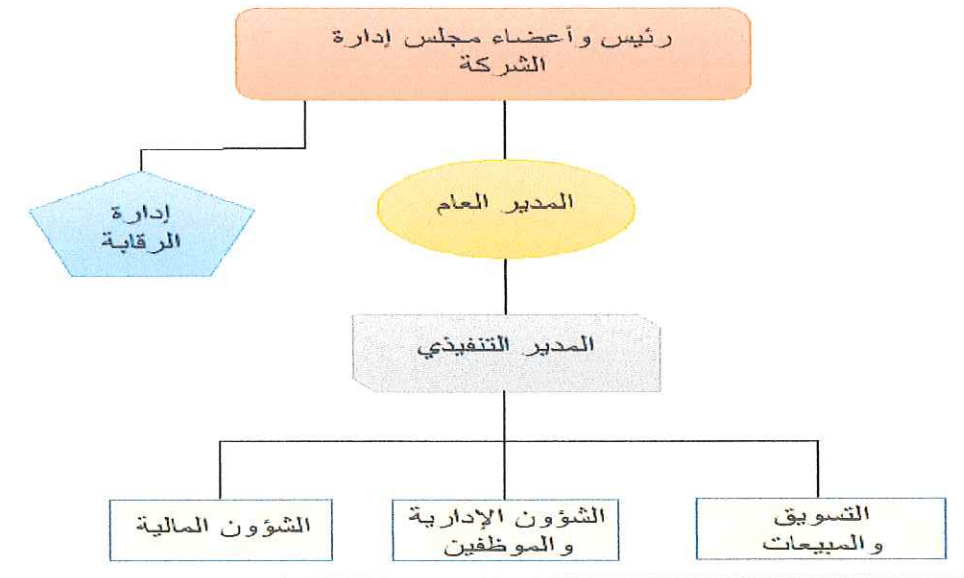 رئيس وأعضاء مجلس إدارة
الشركة
المدير العام
إدارة
الرقابة
المدير التنفيذي
التسويق
والمبيعات
الشؤون الإدارية
والموظفين
الشؤون المالية